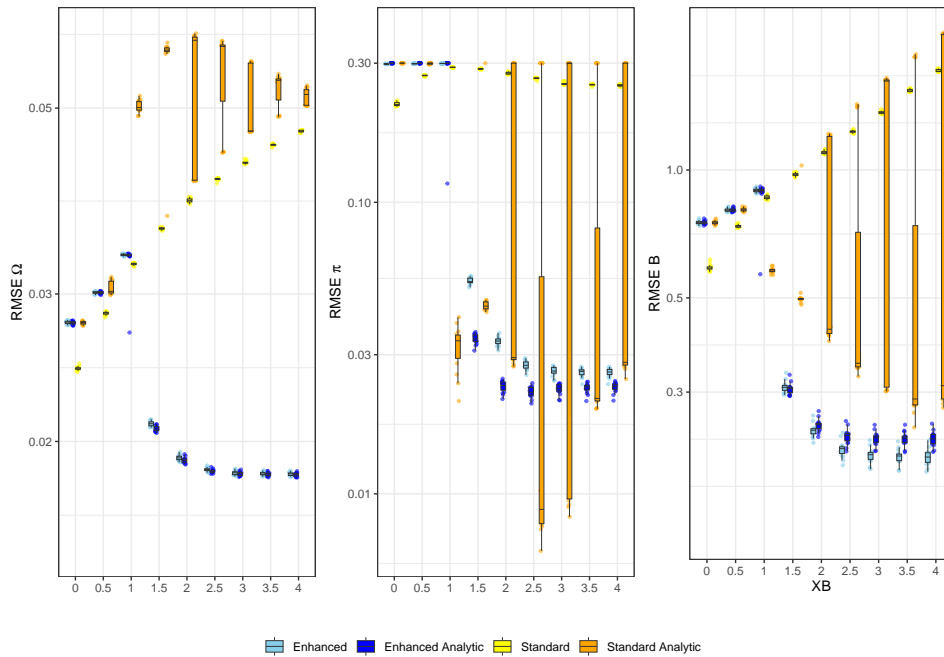 RMSE Ω
0.05
0.03
0.02
0 0.5 1 1.5 2 2.5 3 3.5 4
RMSE π
0.30
0.10
0.03
0.01
0 0.5 1 1.5 2 2.5 3 3.5 4
RMSE B
1.0
0.5
0.3
0 0.5 1 1.5 2 2.5 3 3.5 4
XB
Enhanced Enhanced Analytic Standard Standard Analytic